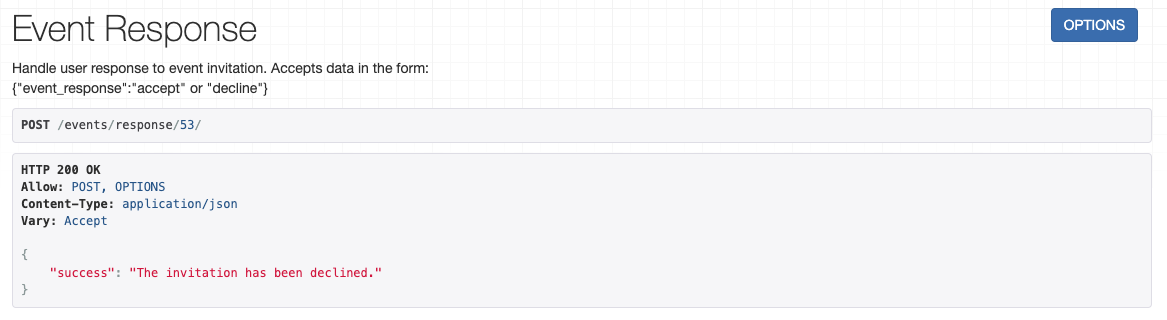 Event Response
OPTIONS
Handle user response to event invitation. Accepts data in the form:
{"event_response":"accept" or "decline"}
POST /events/response/53/
HTTP 200 OK
Allow: POST, OPTIONS
Content-Type: application/json
Vary: Accept
{
    "success": "The invitation has been declined."
}